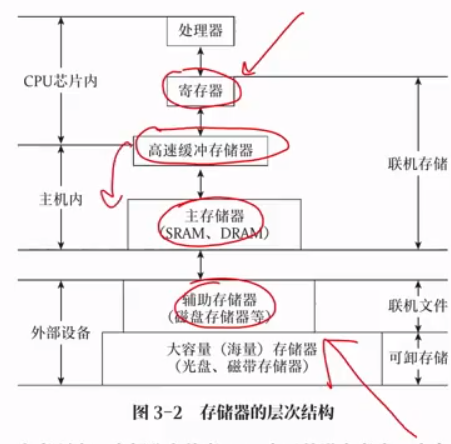 处理器
CPU芯片内
寄存器
高速缓冲存储器
联机存储
主机内
主存储器
(SRAM、DRAM)
辅助存储器
(磁盘存储器等)
联机文件
外部设备
大容量(海量)存储器
(光盘、磁带存储器)
可卸存储
图 3-2 存储器的层次结构